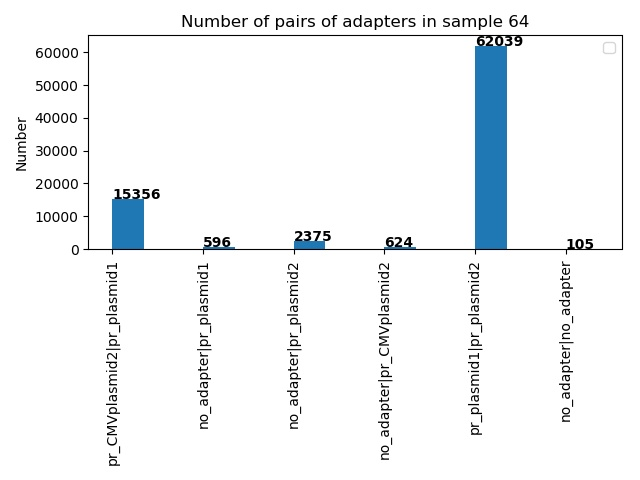 Number of pairs of adapters in sample 64
Number
60000
50000
40000
30000
20000
10000
0
15356
596
2375
624
62039
105
pr_CMVplasmid2|pr_plasmid1
no_adapter|pr_plasmid1
no_adapter|pr_plasmid2
no_adapter|pr_CMVplasmid2
pr_plasmid1|pr_plasmid2
no_adapter|no_adapter